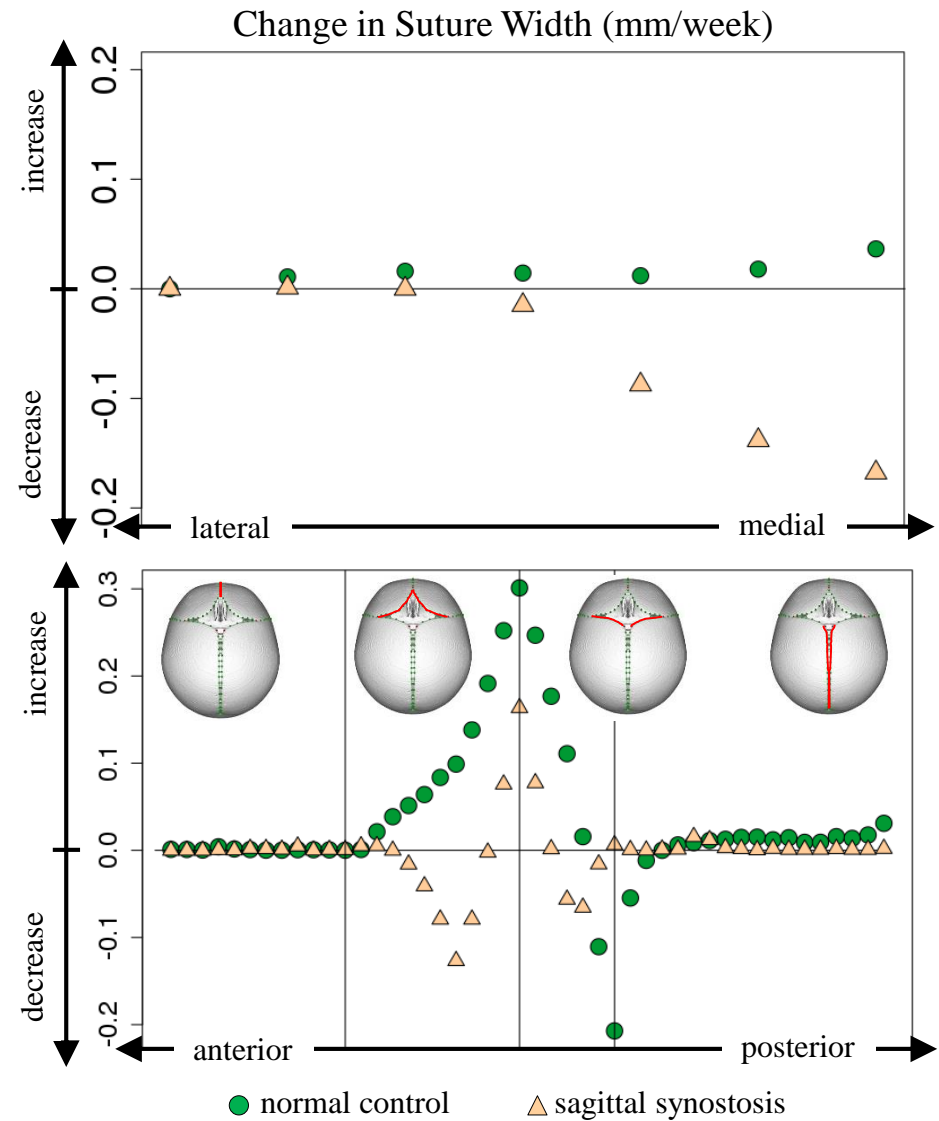 Change in Suture Width (mm/week)
increase
decrease
0.2
0.1
0.0
-0.1
-0.2
lateral
medial
increase
decrease
0.3
0.2
0.1
0.0
-0.1
-0.2
anterior
posterior
normal control
sagittal synostosis